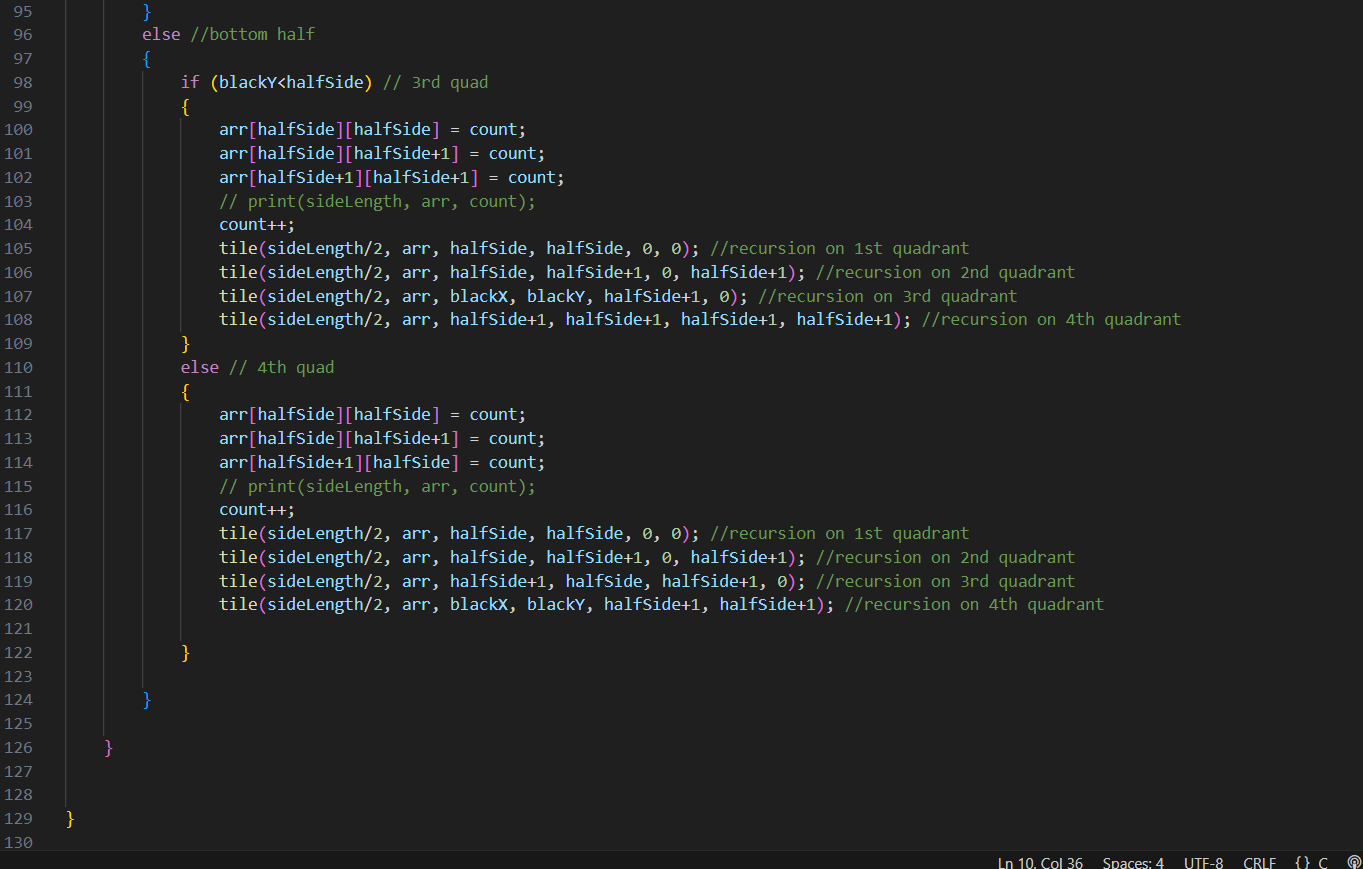 95 }
96 else //bottom half
97 {
98 if (blackY<halfSide) // 3rd quad
99 {
100 arr[halfSide][halfSide] = count;
101 arr[halfSide][halfSide+1] = count;
102 arr[halfSide+1][halfSide+1] = count;
103 // print(sideLength, arr, count);
104 count++;
105 tile(sideLength/2, arr, halfSide, halfSide, 0, 0); //recursion on 1st quadrant
106 tile(sideLength/2, arr, halfSide, halfSide+1, 0, halfSide+1); //recursion on 2nd quadrant
107 tile(sideLength/2, arr, blackX, blackY, halfSide+1, 0); //recursion on 3rd quadrant
108 tile(sideLength/2, arr, halfSide+1, halfSide+1, halfSide+1, halfSide+1); //recursion on 4th quadrant
109 }
110 else // 4th quad
111 {
112 arr[halfSide][halfSide] = count;
113 arr[halfSide][halfSide+1] = count;
114 arr[halfSide+1][halfSide] = count;
115 // print(sideLength, arr, count);
116 count++;
117 tile(sideLength/2, arr, halfSide, halfSide, 0, 0); //recursion on 1st quadrant
118 tile(sideLength/2, arr, halfSide, halfSide+1, 0, halfSide+1); //recursion on 2nd quadrant
119 tile(sideLength/2, arr, halfSide+1, halfSide, halfSide+1, 0); //recursion on 3rd quadrant
120 tile(sideLength/2, arr, blackX, blackY, halfSide+1, halfSide+1); //recursion on 4th quadrant
121
122 }
123
124 }
125
126 }
127
128
129 }
130
Ln 10, Col 36 Spaces: 4 UTF-8 CRLF {} C